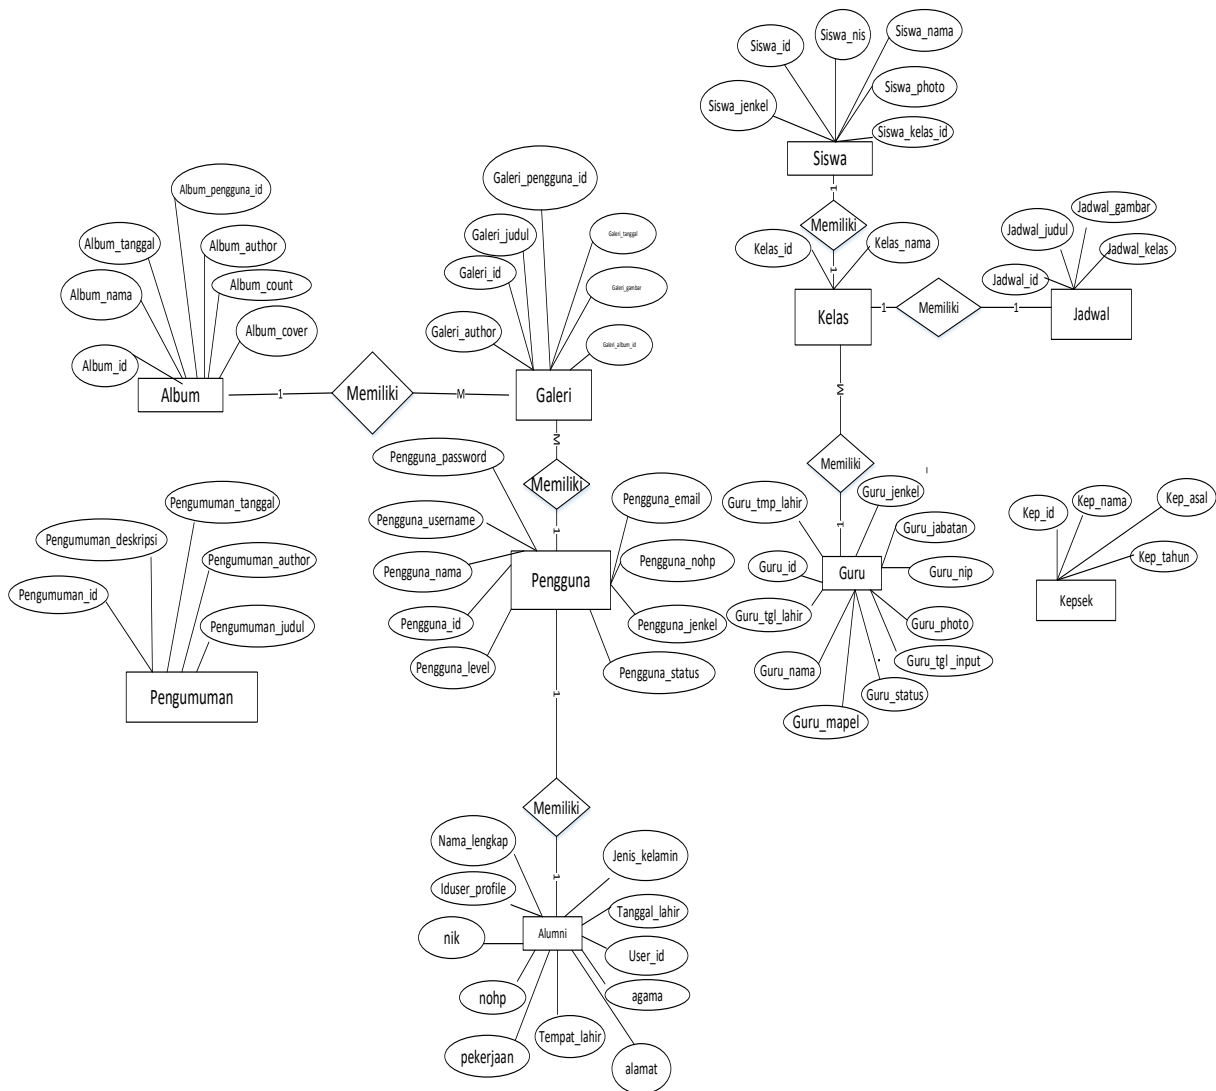 Siswa_nis
Siswa_nama
Siswa_id
Siswa_photo
Siswa_jenkel
Siswa_kelas_id
Siswa
1
Memiliki
1
Kelas_id
Kelas_nama
Kelas
1
Memiliki
1
Jadwal_gambar
Jadwal_judul
Jadwal_kelas
Jadwal_id
Jadwal
Album_pengguna_id
Album_tanggal
Album_author
Album_nama
Album_count
Album_cover
Album_id
Album
1
Memiliki
M
Galeri_pengguna_id
Galeri_judul
Galeri_tanggal
Galeri_id
Galeri_gambar
Galeri_author
Galeri_album_id
Galeri
M
Memiliki
1
Pengguna_password
Pengguna_email
Pengguna_username
Pengguna_nohp
Pengguna_nama
Pengguna
Pengguna_id
Pengguna_jenkel
Pengguna_level
Pengguna_status
M
Memiliki
1
Guru_jenkel
Guru_tmp_lahir
Guru_jabatan
Guru_id
Guru
Guru_nip
Guru_tgl_lahir
Guru_photo
Guru_nama
Guru_tgl_input
Guru_status
Guru_mapel
Kep_nama
Kep_asal
Kep_id
Kep_tahun
Kepsek
Pengumuman_tanggal
Pengumuman_deskripsi
Pengumuman_author
Pengumuman_id
Pengumuman_judul
Pengumuman
1
Memiliki
1
Nama_lengkap
Jenis_kelamin
Iduser_profile
Tanggal_lahir
Alumni
nik
User_id
nohp
agama
Tempat_lahir
pekerjaan
alamat